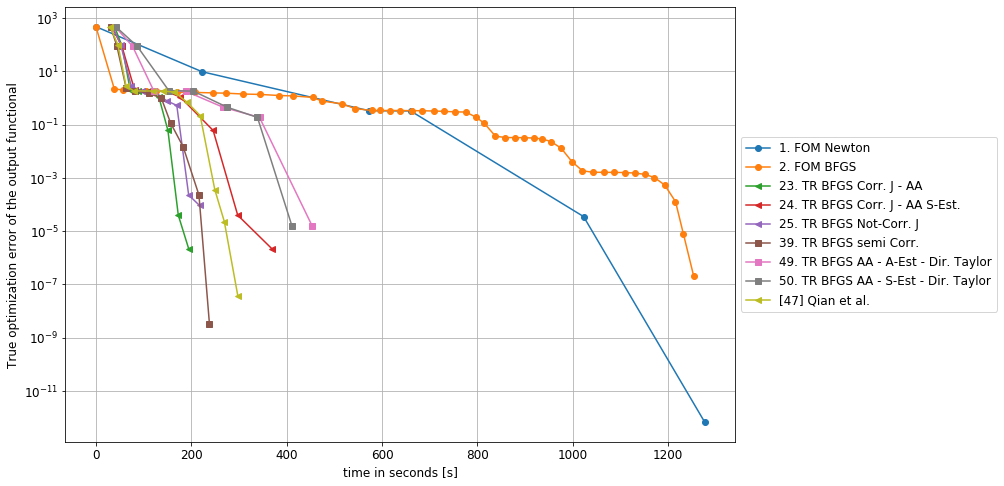 True optimization error of the output functional
10^3
10^1
10^−1
10^−3
10^−5
10^−7
10^−9
10^−11
0
200
400
600
800
1000
1200
time in seconds [s]
1. FOM Newton
2. FOM BFGS
23. TR BFGS Corr. J - AA
24. TR BFGS Corr. J - AA S-Est.
25. TR BFGS Not-Corr. J
39. TR BFGS semi Corr.
49. TR BFGS AA - A-Est - Dir. Taylor
50. TR BFGS AA - S-Est - Dir. Taylor
[47] Qian et al.